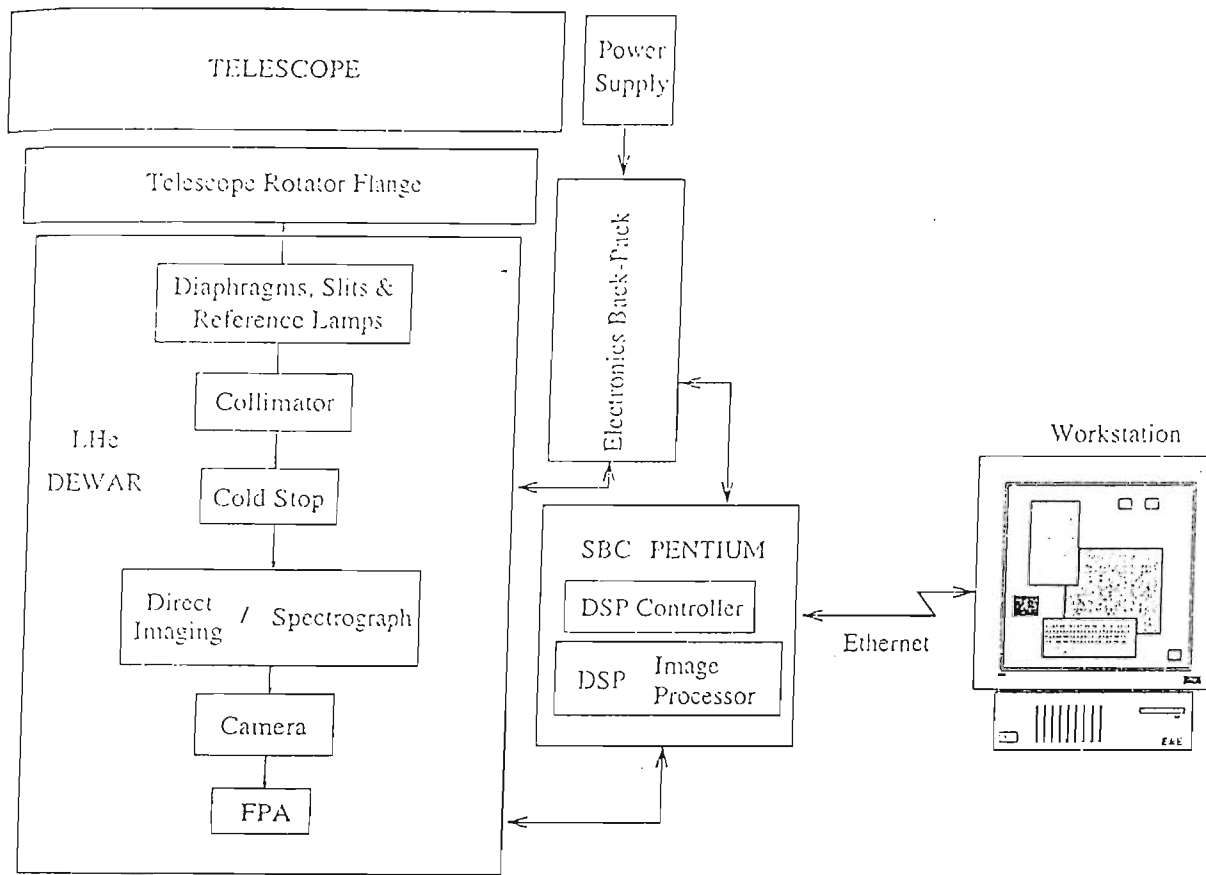 TELESCOPE
Power
Supply
Telescope Rotator Flange
Electronics Back-Pack
Diaphragms, Slits &
Reference Lamps
Collimator
LHe
DEWAR
Cold Stop
Direct
Imaging / Spectrograph
Camera
FPA
SBC PENTIUM
DSP Controller
DSP Image
Processor
Ethernet
Workstation